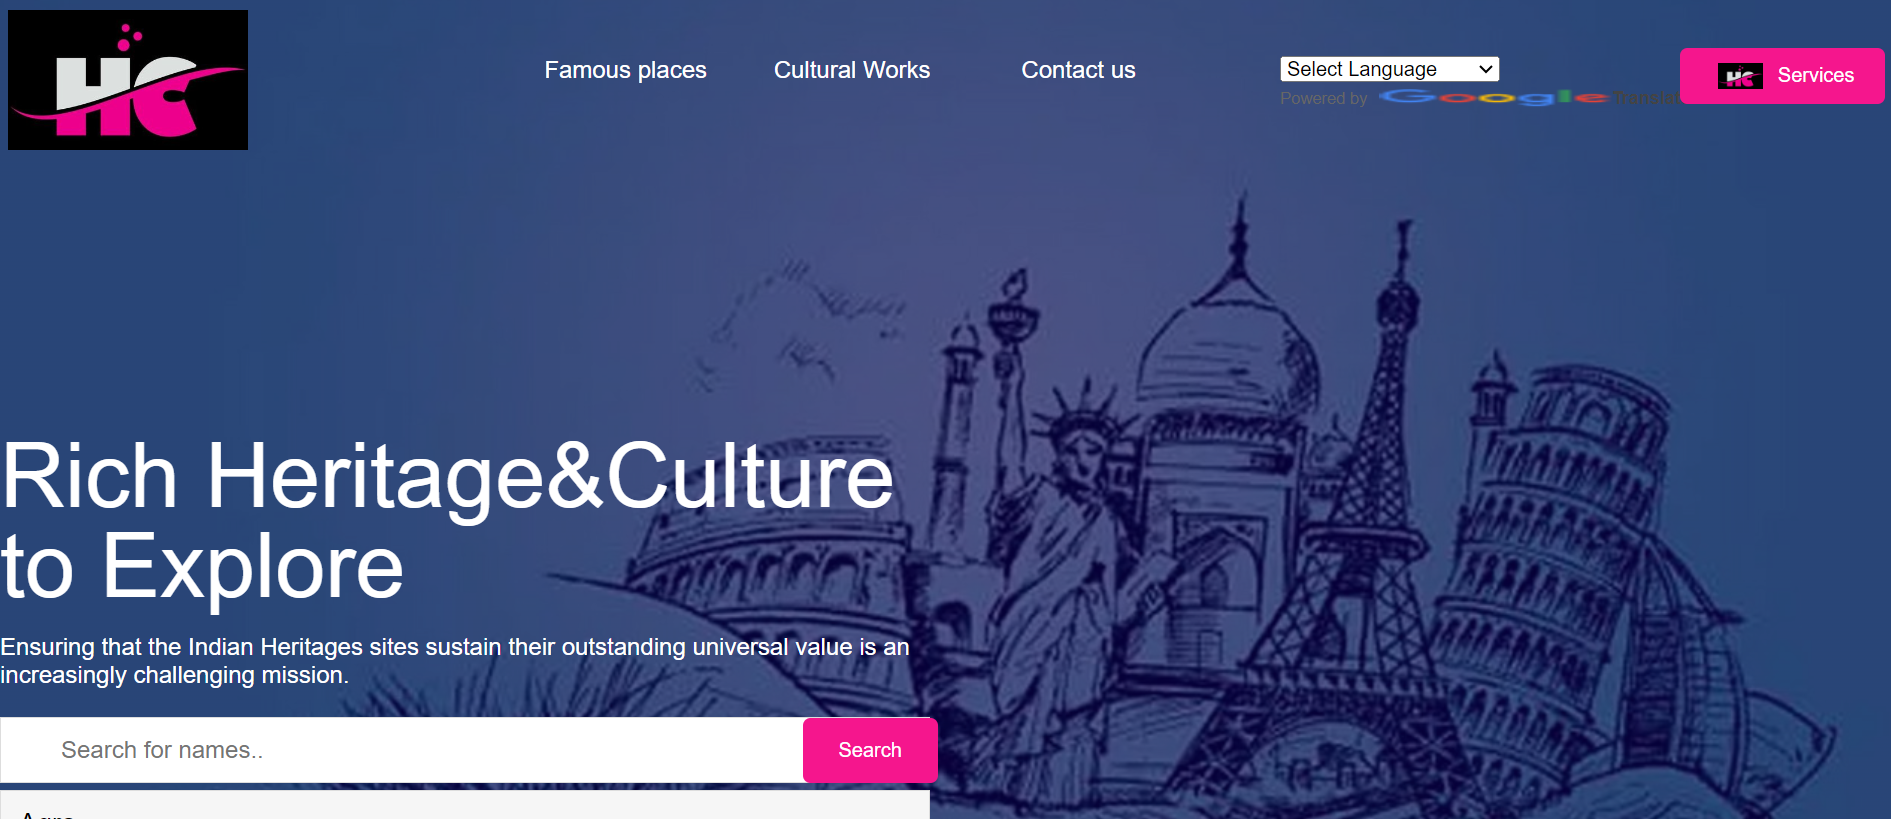 HC
Famous places
Cultural Works
Contact us
Select Language
Powered by Google
HC Services
Rich Heritage&Culture
to Explore
Ensuring that the Indian Heritages sites sustain their outstanding universal value is an
increasingly challenging mission.
Search for names..
Search